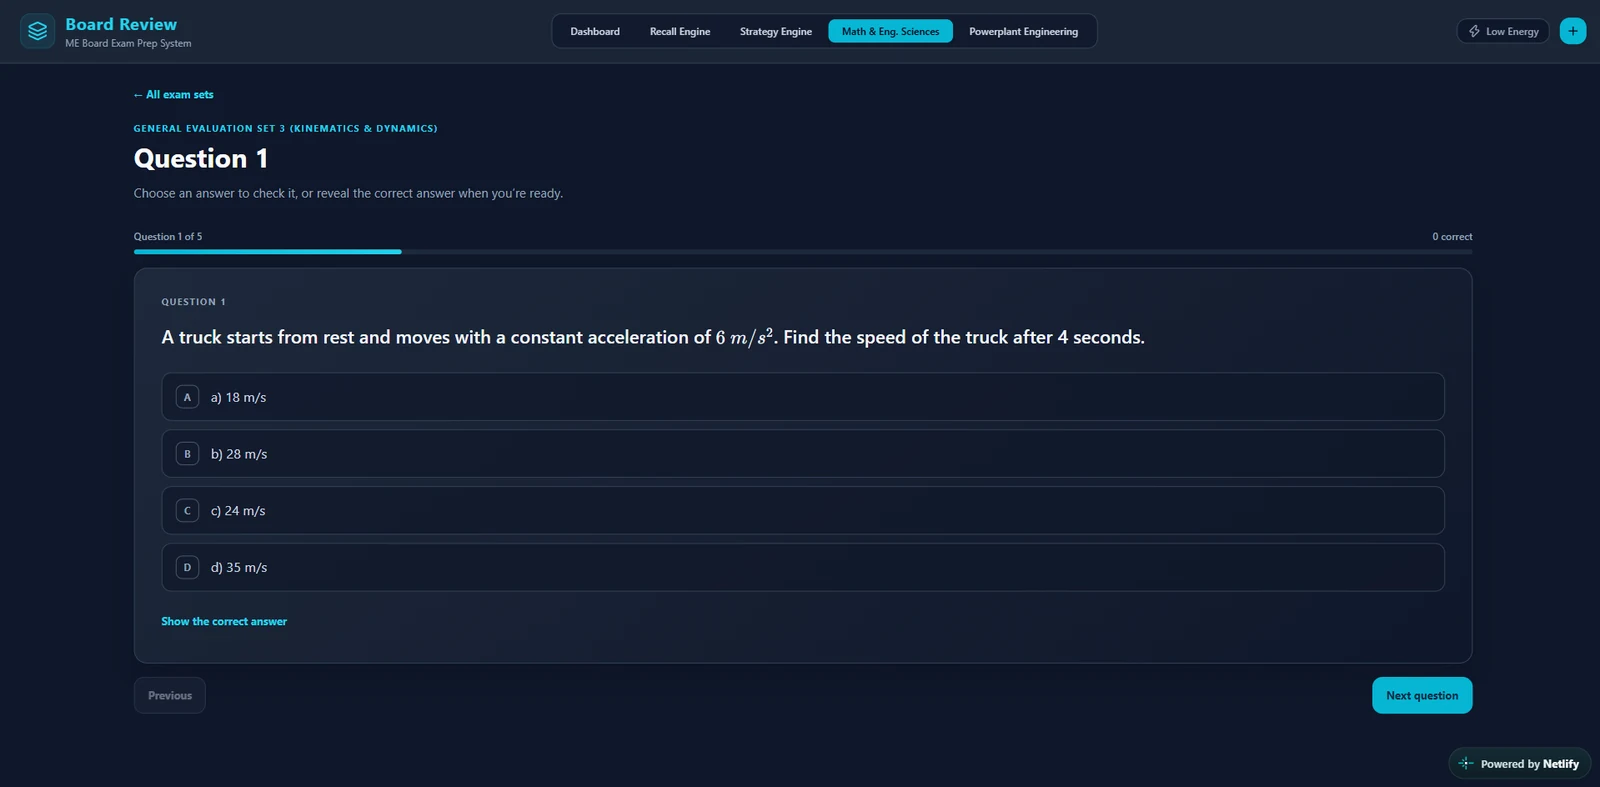 Board Review
ME Board Exam Prep System
Dashboard Recall Engine Strategy Engine Math & Eng. Sciences Powerplant Engineering
Low Energy +
← All exam sets
GENERAL EVALUATION SET 3 (KINEMATICS & DYNAMICS)
Question 1
Choose an answer to check it, or reveal the correct answer when you're ready.
Question 1 of 5 0 correct
QUESTION 1
A truck starts from rest and moves with a constant acceleration of 6 m/s². Find the speed of the truck after 4 seconds.
A a) 18 m/s
B b) 28 m/s
C c) 24 m/s
D d) 35 m/s
Show the correct answer
Previous Next question
Powered by Netlify